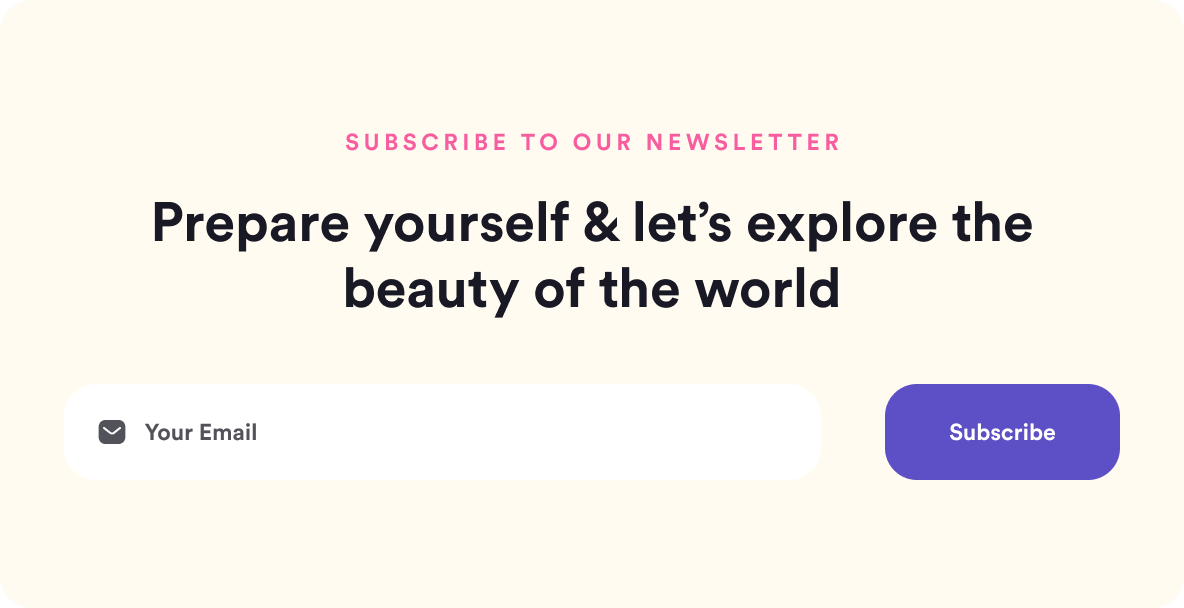 SUBSCRIBE TO OUR NEWSLETTER
Prepare yourself & let’s explore the
beauty of the world
Your Email
Subscribe